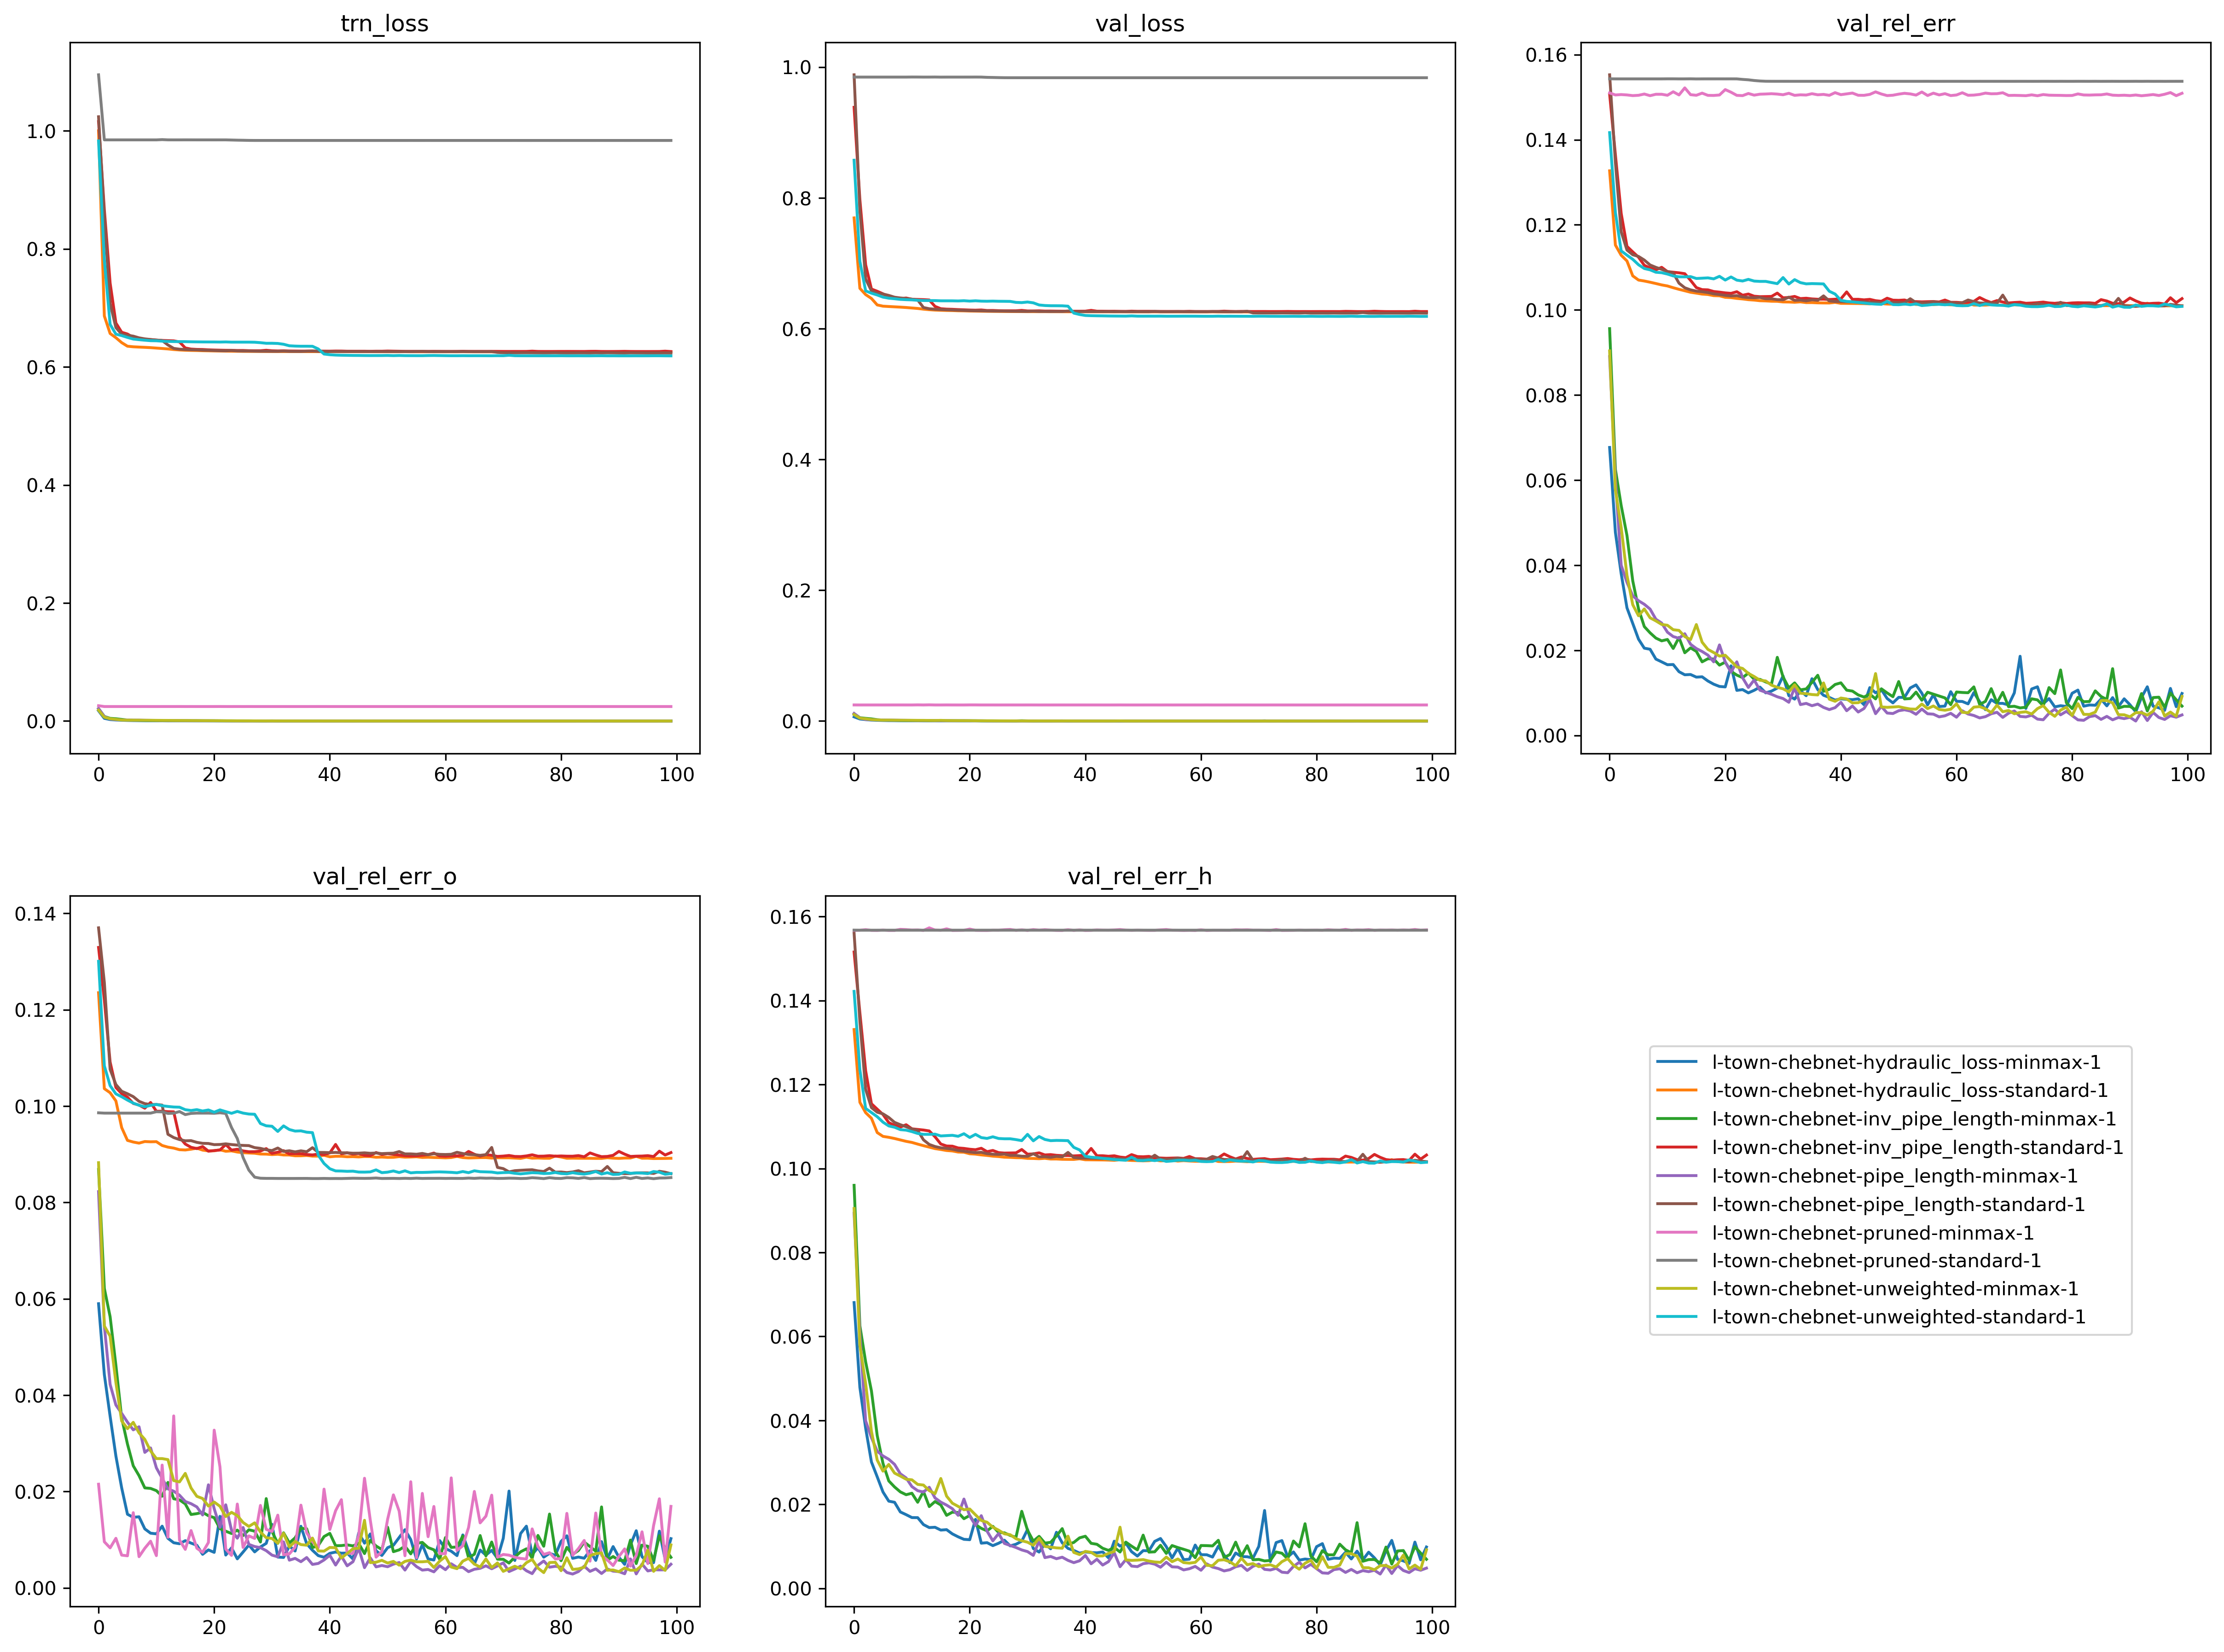 trn_loss
1.0
0.8
0.6
0.4
0.2
0.0
0 20 40 60 80 100
val_loss
1.0
0.8
0.6
0.4
0.2
0.0
0 20 40 60 80 100
val_rel_err
0.16
0.14
0.12
0.10
0.08
0.06
0.04
0.02
0.00
0 20 40 60 80 100
val_rel_err_o
0.14
0.12
0.10
0.08
0.06
0.04
0.02
0.00
0 20 40 60 80 100
val_rel_err_h
0.16
0.14
0.12
0.10
0.08
0.06
0.04
0.02
0.00
0 20 40 60 80 100
l-town-chebnet-hydraulic_loss-minmax-1
l-town-chebnet-hydraulic_loss-standard-1
l-town-chebnet-inv_pipe_length-minmax-1
l-town-chebnet-inv_pipe_length-standard-1
l-town-chebnet-pipe_length-minmax-1
l-town-chebnet-pipe_length-standard-1
l-town-chebnet-pruned-minmax-1
l-town-chebnet-pruned-standard-1
l-town-chebnet-unweighted-minmax-1
l-town-chebnet-unweighted-standard-1